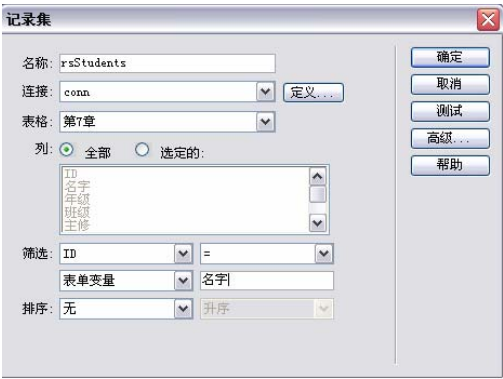 记录集
名称: rsStudents
确定
连接: conn 定义...
取消
表格: 第7章
测试
列: 全部 选定的:
高级...
ID
帮助
名字
年级
班级
主修
筛选: ID =
表单变量 名字
排序: 无 升序